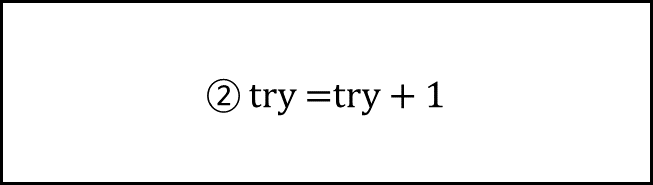 ② try =try + 1